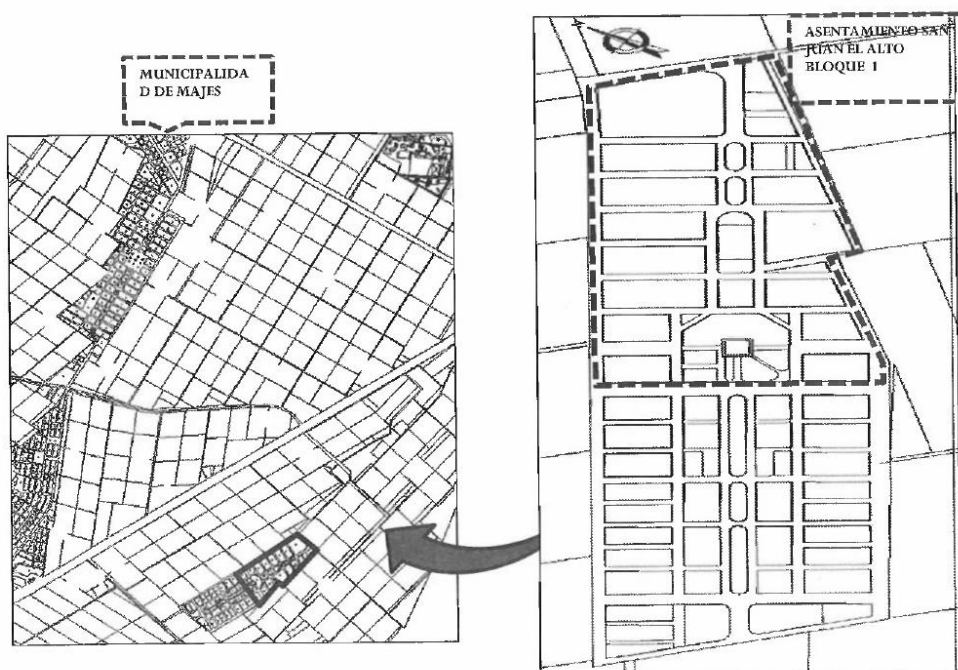 MUNICIPALIDA
D DE MAJES
ASENTAMIENTO SAN
JUAN EL ALTO
BLOQUE 1